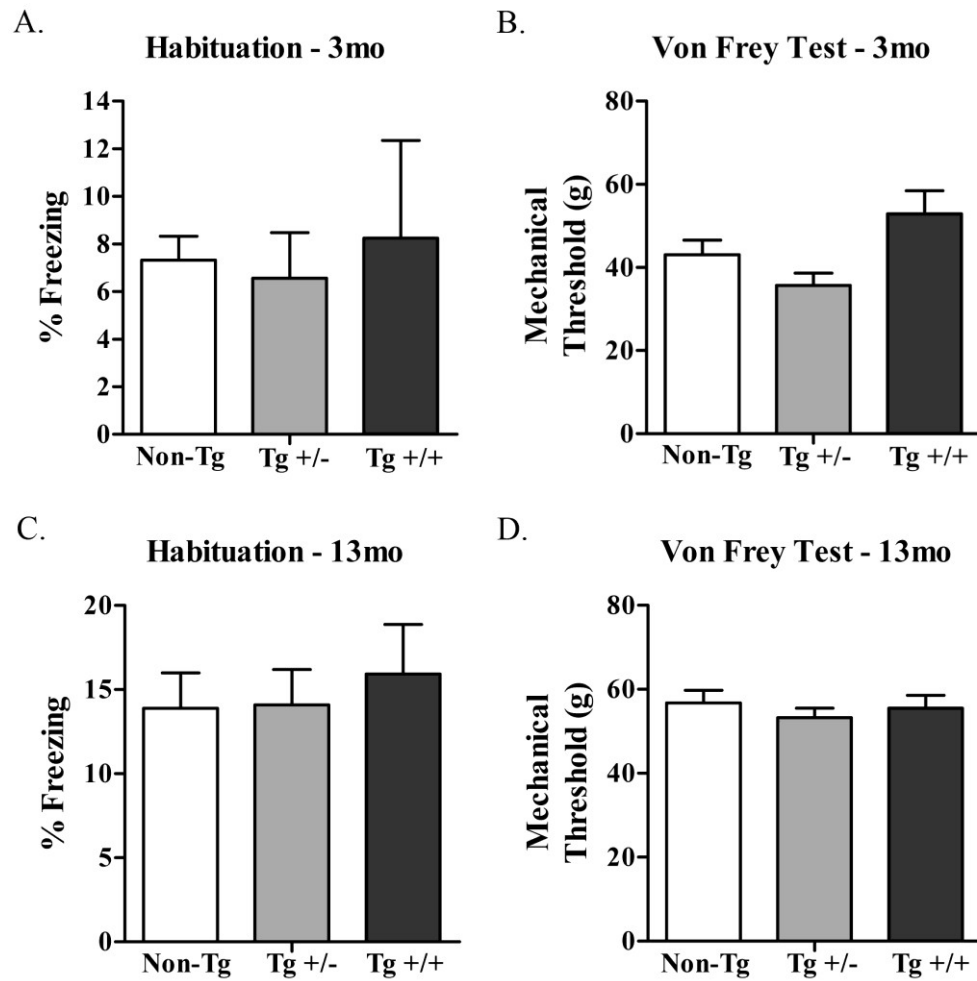 A.
Habituation - 3mo
% Freezing
14
12
10
8
6
4
2
0
Non-Tg Tg +/- Tg +/+
B.
Von Frey Test - 3mo
Mechanical
Threshold (g)
80
60
40
20
0
Non-Tg Tg +/- Tg +/+
C.
Habituation - 13mo
% Freezing
20
15
10
5
0
Non-Tg Tg +/- Tg +/+
D.
Von Frey Test - 13mo
Mechanical
Threshold (g)
80
60
40
20
0
Non-Tg Tg +/- Tg +/+